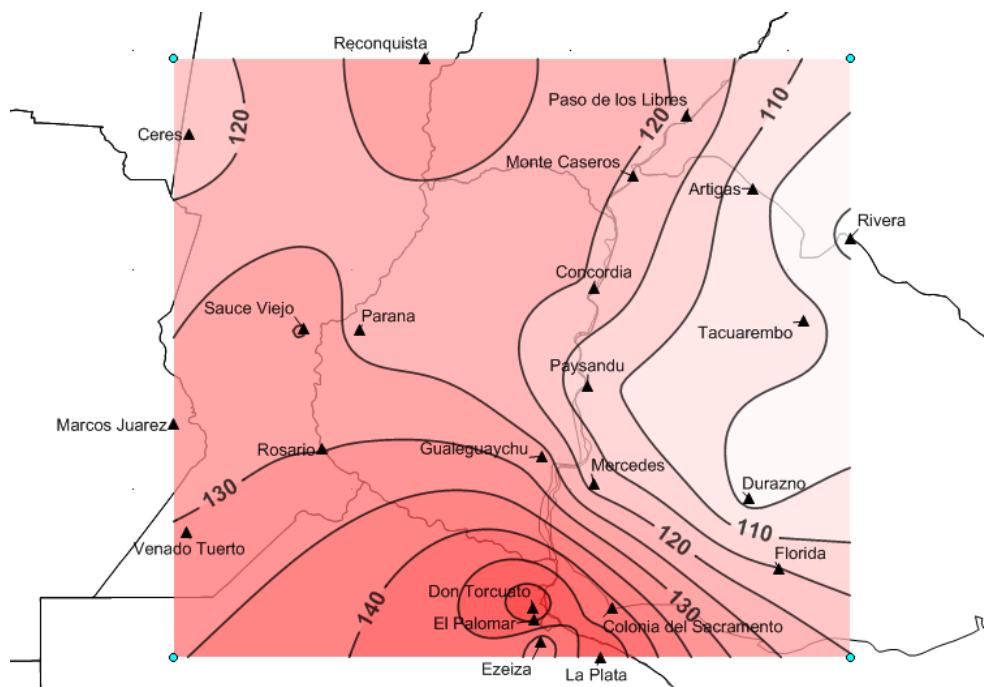 Reconquista
110
Paso de los Libres
120
120
Ceres
Monte Caseros
Artigas
Rivera
Concordia
Sauce Viejo
Parana
Tacuarembo
Paysandu
Marcos Juarez
Rosario
Gualeguaychu
Mercedes
Durazno
130
110
120
Venado Tuerto
Florida
Don Torcuato
140
130
El Palomar
Colonia del Sacramento
Ezeiza
La Plata